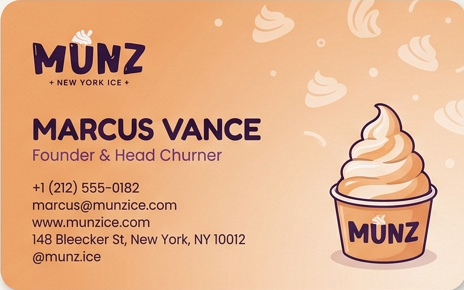 MUNZ
+ NEW YORK ICE +
MARCUS VANCE
Founder & Head Churner
+1 (212) 555-0182
marcus@munzice.com
www.munzice.com
148 Bleecker St, New York, NY 10012
@munz.ice
MUNZ